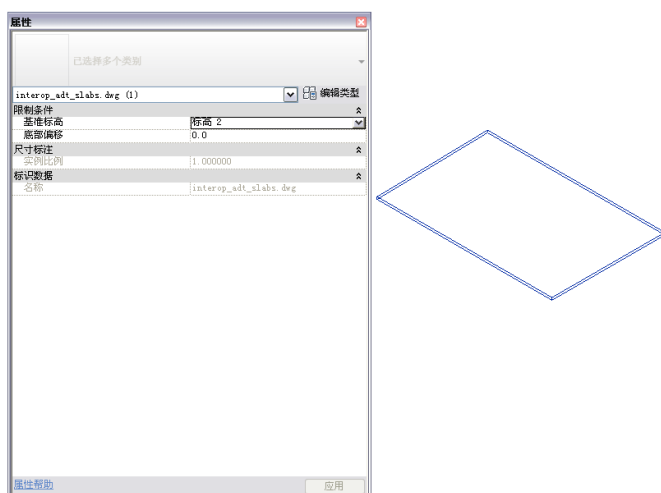 属性
已选择多个类别
interop_adt_slabs.dwg (1) 编辑类型
限制条件
基准标高 标高 2
底部偏移 0.0
尺寸标注
实例比例 1.000000
标识数据
名称 interop_adt_slabs.dwg
属性帮助 应用